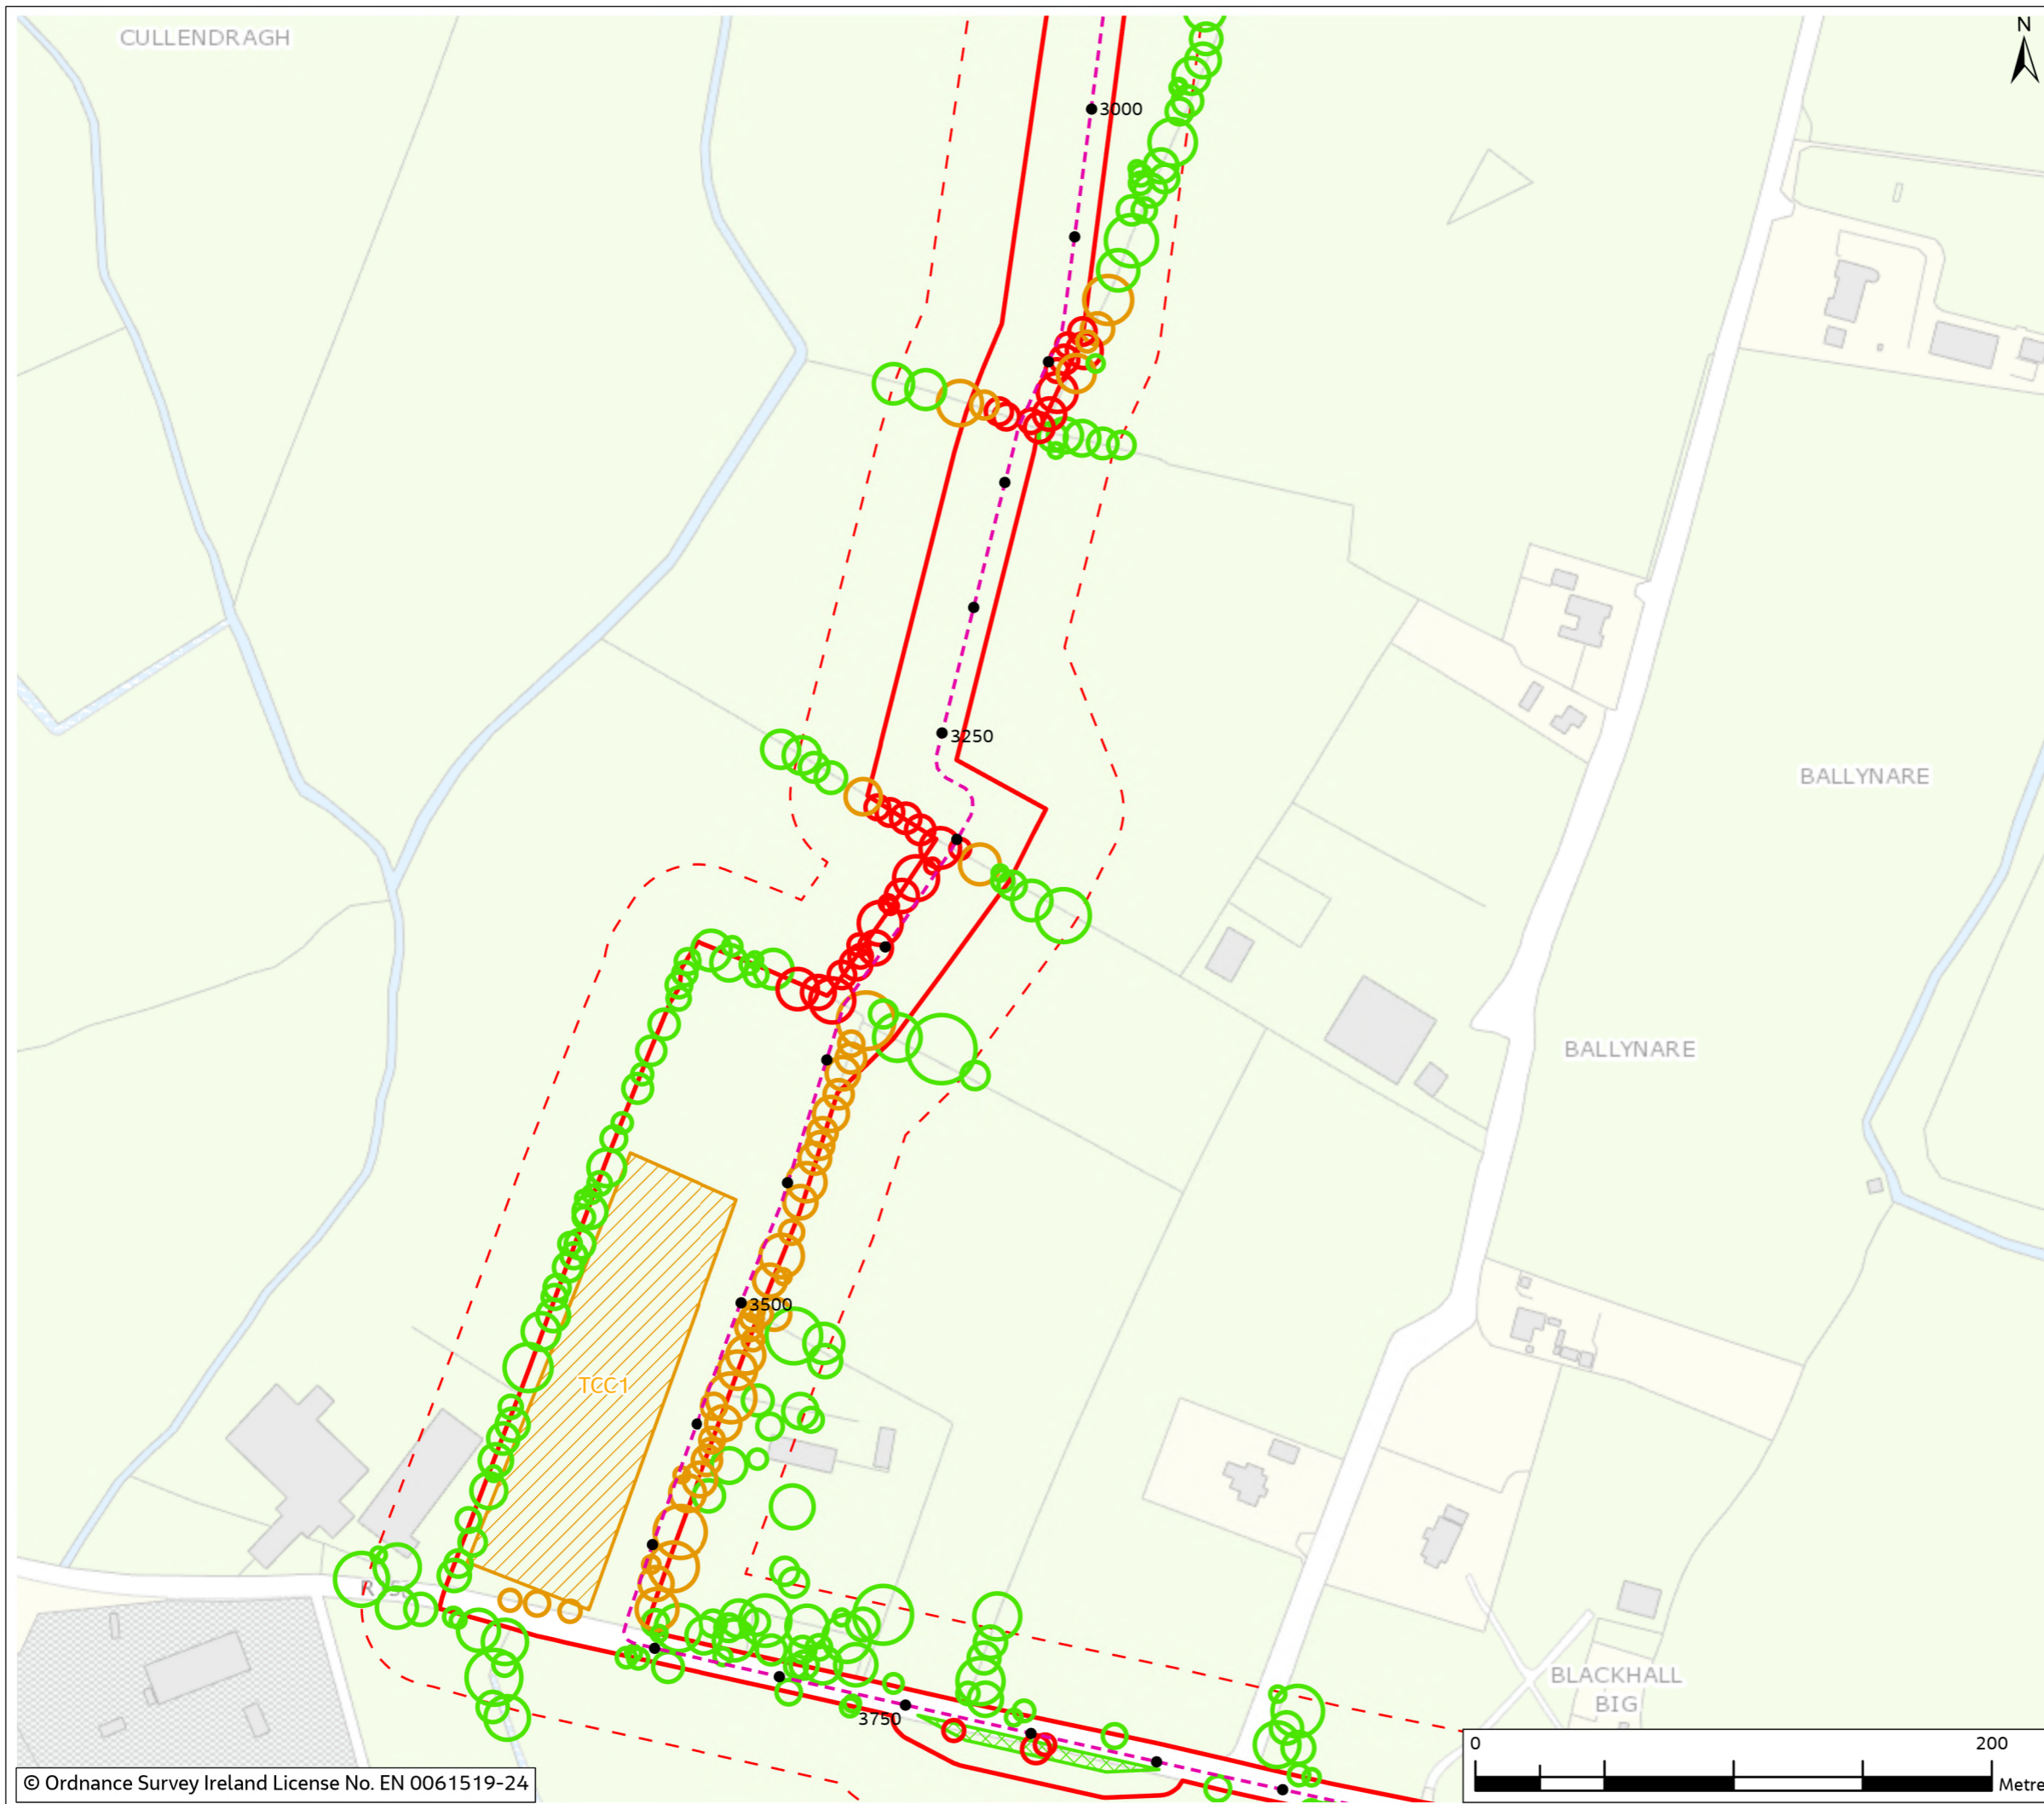 CULLENDRAGH
N
3000
3250
BALLYNARE
BALLYNARE
3500
TCC1
BLACKHALL
BIG
3750
0
200
Metre
© Ordnance Survey Ireland License No. EN 0061519-24